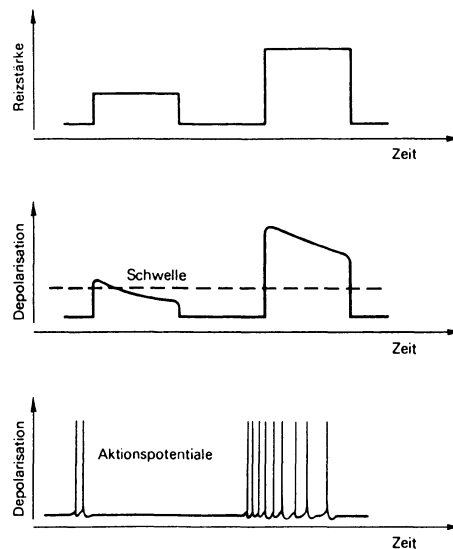 Reizstärke
Zeit
Depolarisation
Schwelle
Zeit
Depolarisation
Aktionspotentiale
Zeit